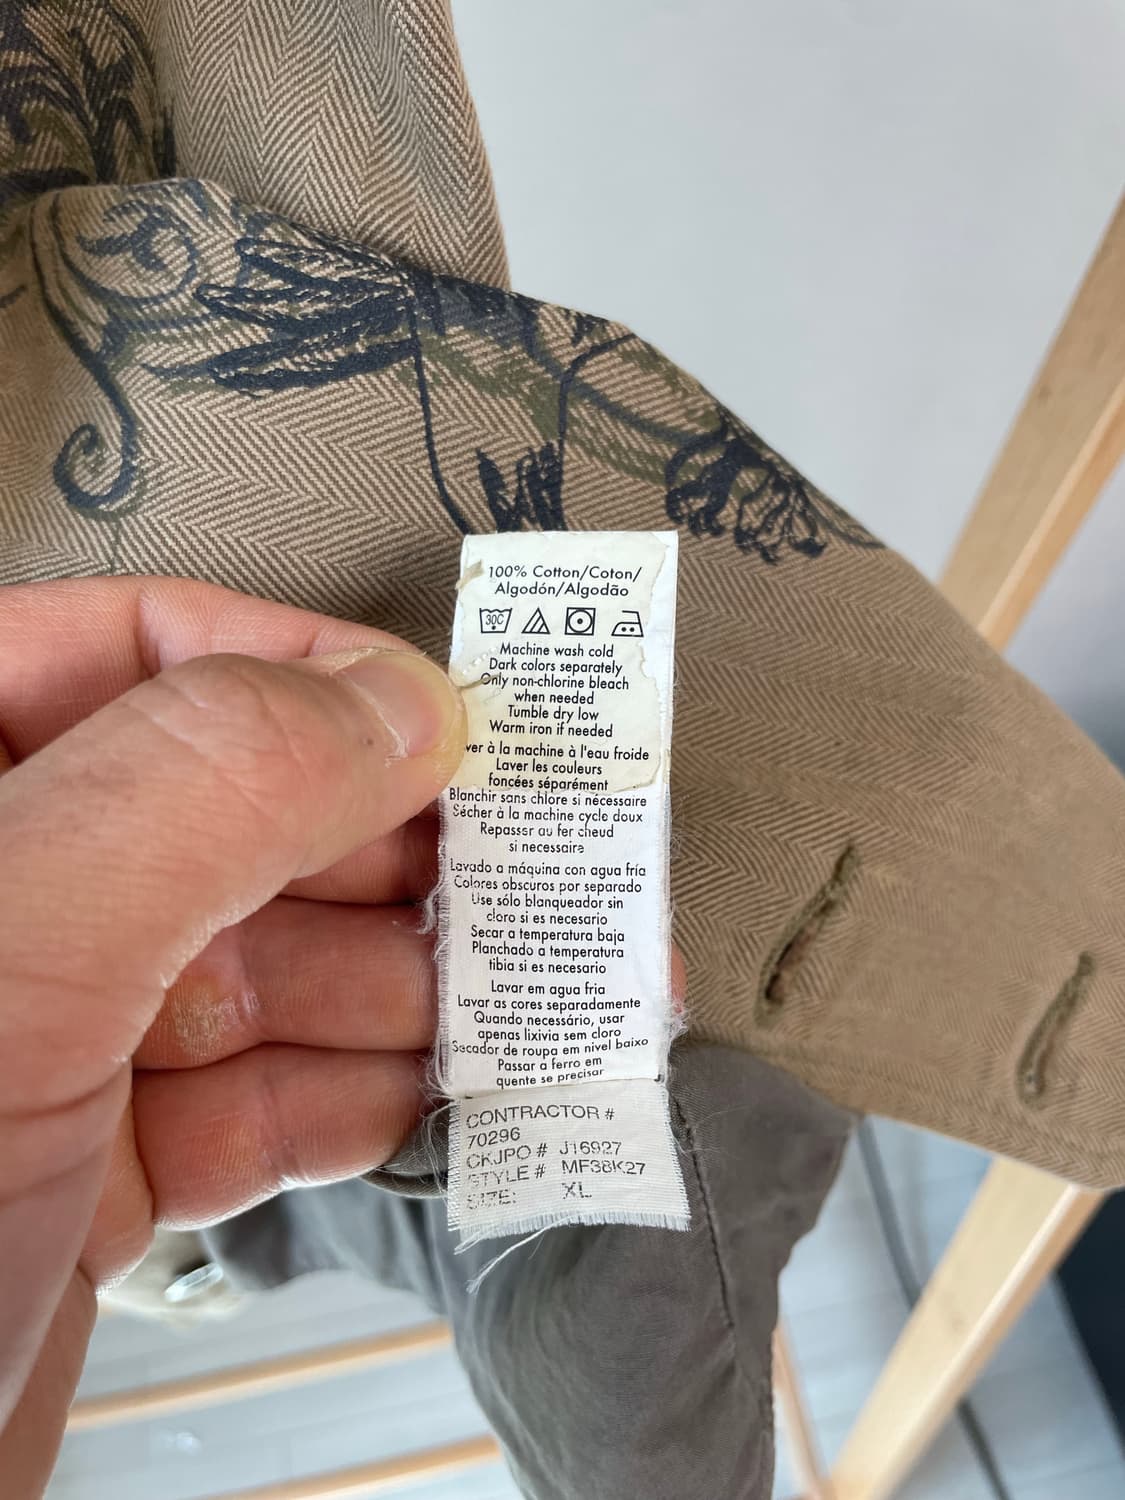 100% Cotton/Coton/
Algodón/Algodão
30C
Machine wash cold
Dark colors separately
Only non-chlorine bleach
when needed
Tumble dry low
Warm iron if needed
ver à la machine à l'eau froide
Laver les couleurs
foncées séparément
Blanchir sans chlore si nécessaire
Sécher à la machine cycle doux
Repasser au fer cheud
si necessaire
Lavado a máquina con agua fría
Colores obscuros por separado
Use sólo blanqueador sin
cloro si es necesario
Secar a temperatura baja
Planchado a temperatura
tibia si es necesario
Lavar em agua fria
Lavar as cores separadamente
Quando necessário, usar
apenas lixivia sem cloro
Secador de roupa em nivel baixo
Passar a ferro em
quente se precisar
CONTRACTOR #
70296
CKJPO # J16927
STYLE # MF38K27
SIZE: XL